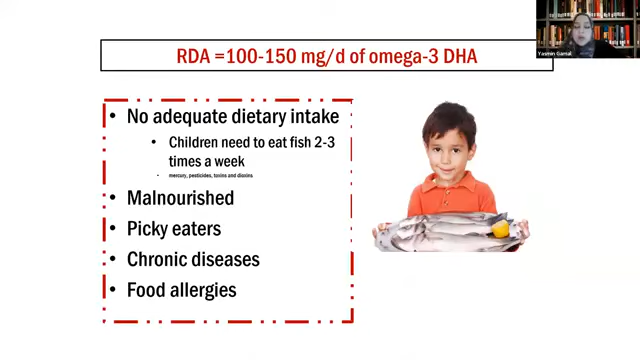 RDA =100-150 mg/d of omega-3 DHA
Yasmin Gamal
• No adequate dietary intake
• Children need to eat fish 2-3
times a week
• mercury, pesticides, toxins and dioxins
• Malnourished
• Picky eaters
• Chronic diseases
• Food allergies